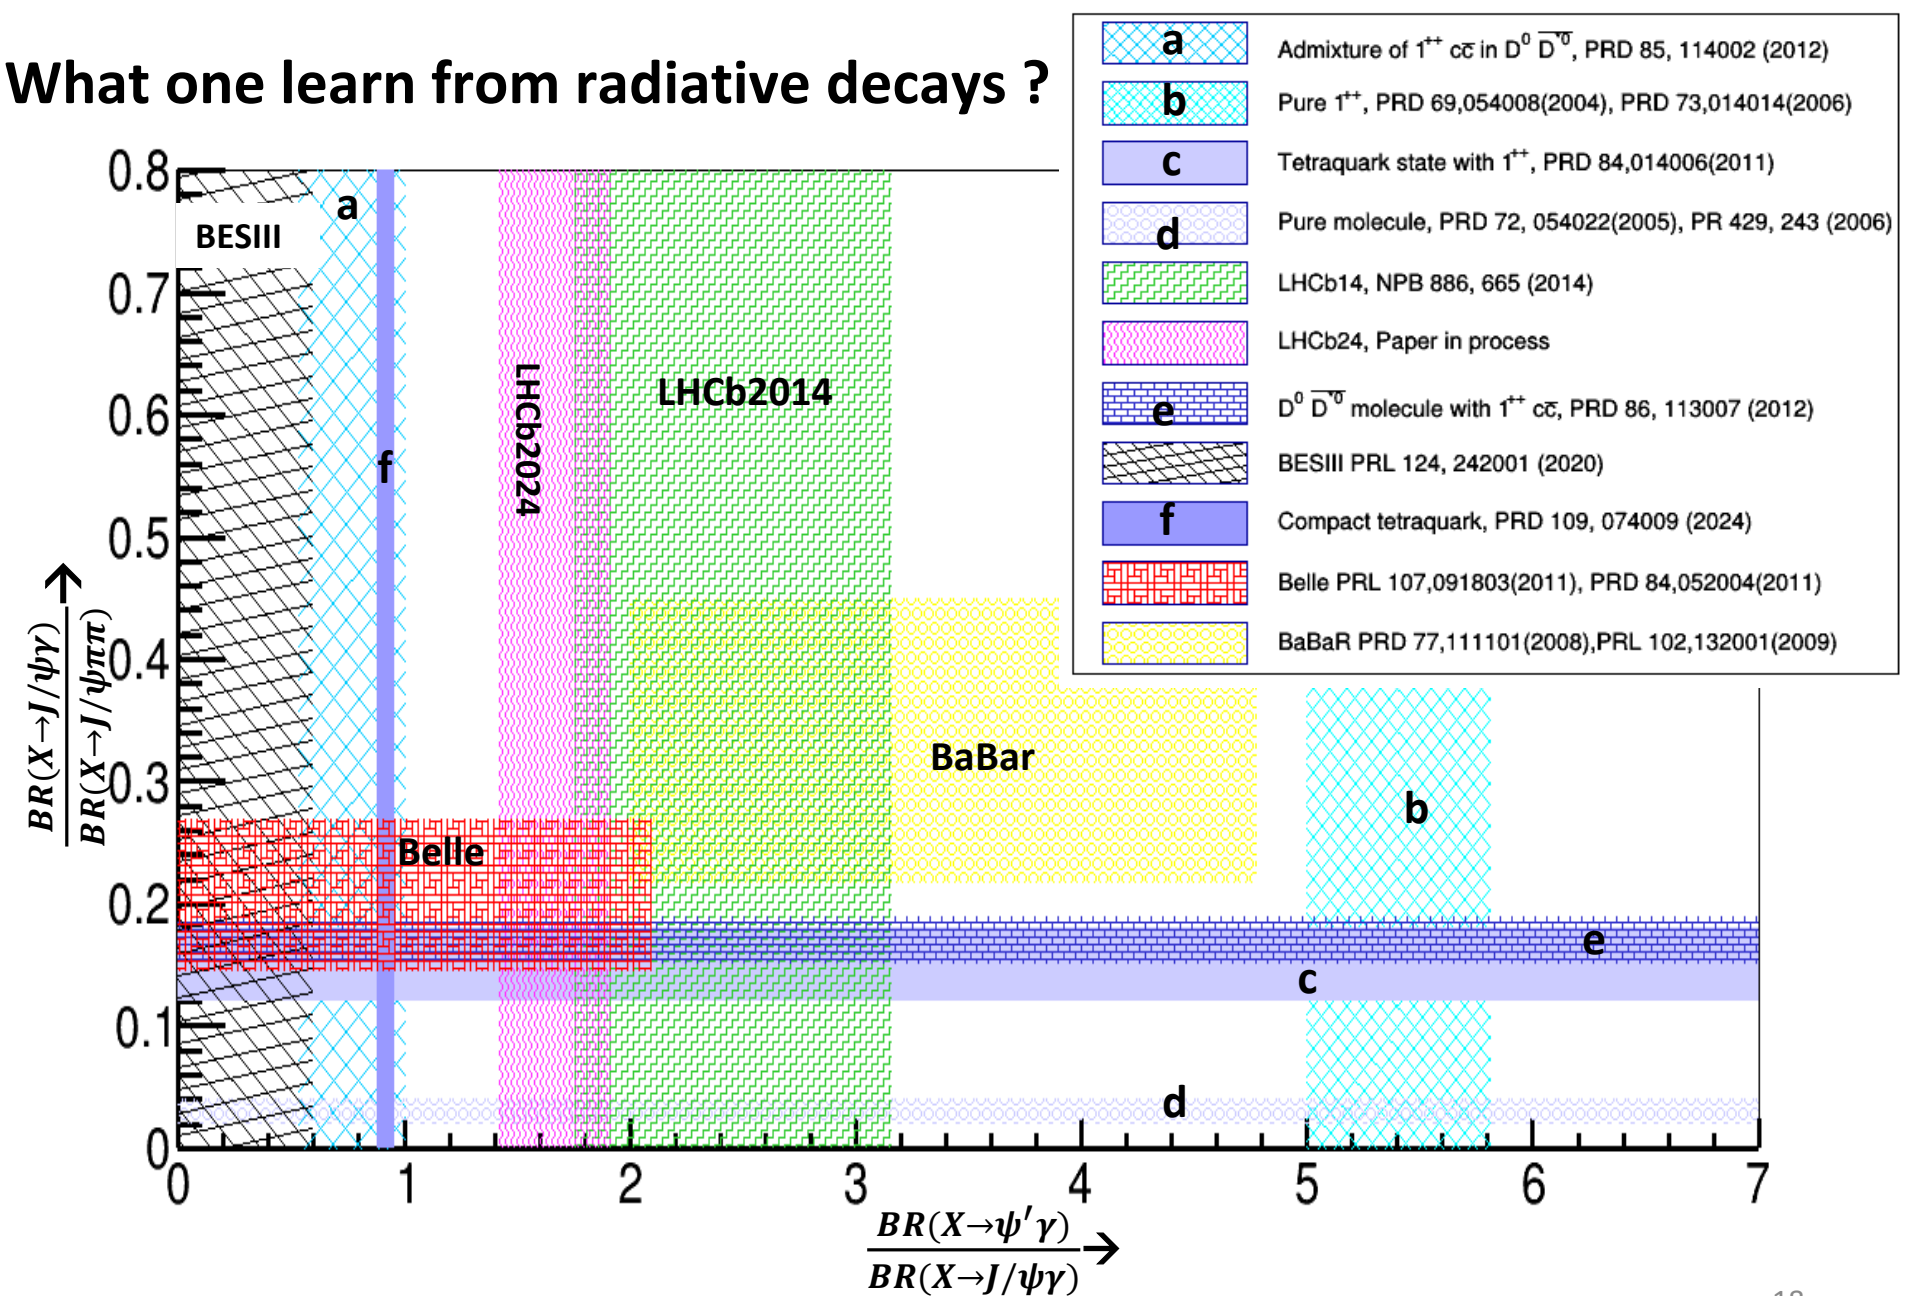 What one learn from radiative decays ?
a Admixture of 1⁺⁺ cc̅ in D⁰ D̅*⁰, PRD 85, 114002 (2012)
b Pure 1⁺⁺, PRD 69,054008(2004), PRD 73,014014(2006)
c Tetraquark state with 1⁺⁺, PRD 84,014006(2011)
d Pure molecule, PRD 72, 054022(2005), PR 429, 243 (2006)
LHCb14, NPB 886, 665 (2014)
LHCb24, Paper in process
e D⁰ D̅*⁰ molecule with 1⁺⁺ cc̅, PRD 86, 113007 (2012)
BESIII PRL 124, 242001 (2020)
f Compact tetraquark, PRD 109, 074009 (2024)
Belle PRL 107,091803(2011), PRD 84,052004(2011)
BaBaR PRD 77,111101(2008),PRL 102,132001(2009)
0.8
0.7
0.6
0.5
0.4
0.3
0.2
0.1
0
BR(X→J/ψγ)
BR(X→J/ψππ)
→
BESIII
a
f
LHCb2024
LHCb2014
BaBar
Belle
b
e
c
d
0 1 2 3 4 5 6 7
BR(X→ψ′γ)
BR(X→J/ψγ)
→